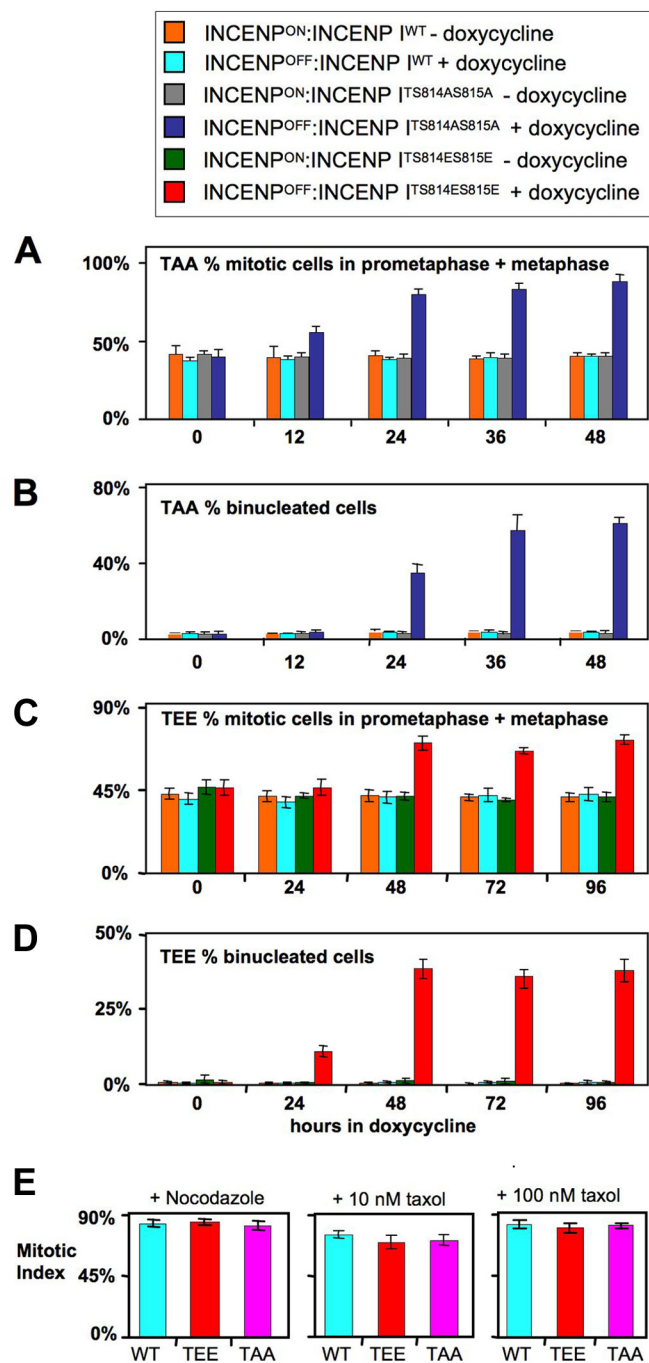 INCENPON:INCENP IWT - doxycycline
INCENPOFF:INCENP IWT + doxycycline
INCENPON:INCENP ITS814AS815A - doxycycline
INCENPOFF:INCENP ITS814AS815A + doxycycline
INCENPON:INCENP ITS814ES815E - doxycycline
INCENPOFF:INCENP ITS814ES815E + doxycycline
A
TAA % mitotic cells in prometaphase + metaphase
100%
50%
0%
0 12 24 36 48
B
TAA % binucleated cells
80%
40%
0%
0 12 24 36 48
C
TEE % mitotic cells in prometaphase + metaphase
90%
45%
0%
0 24 48 72 96
D
TEE % binucleated cells
50%
25%
0%
0 24 48 72 96
hours in doxycycline
E
+ Nocodazole + 10 nM taxol + 100 nM taxol
Mitotic Index
90%
45%
0%
WT TEE TAA WT TEE TAA WT TEE TAA